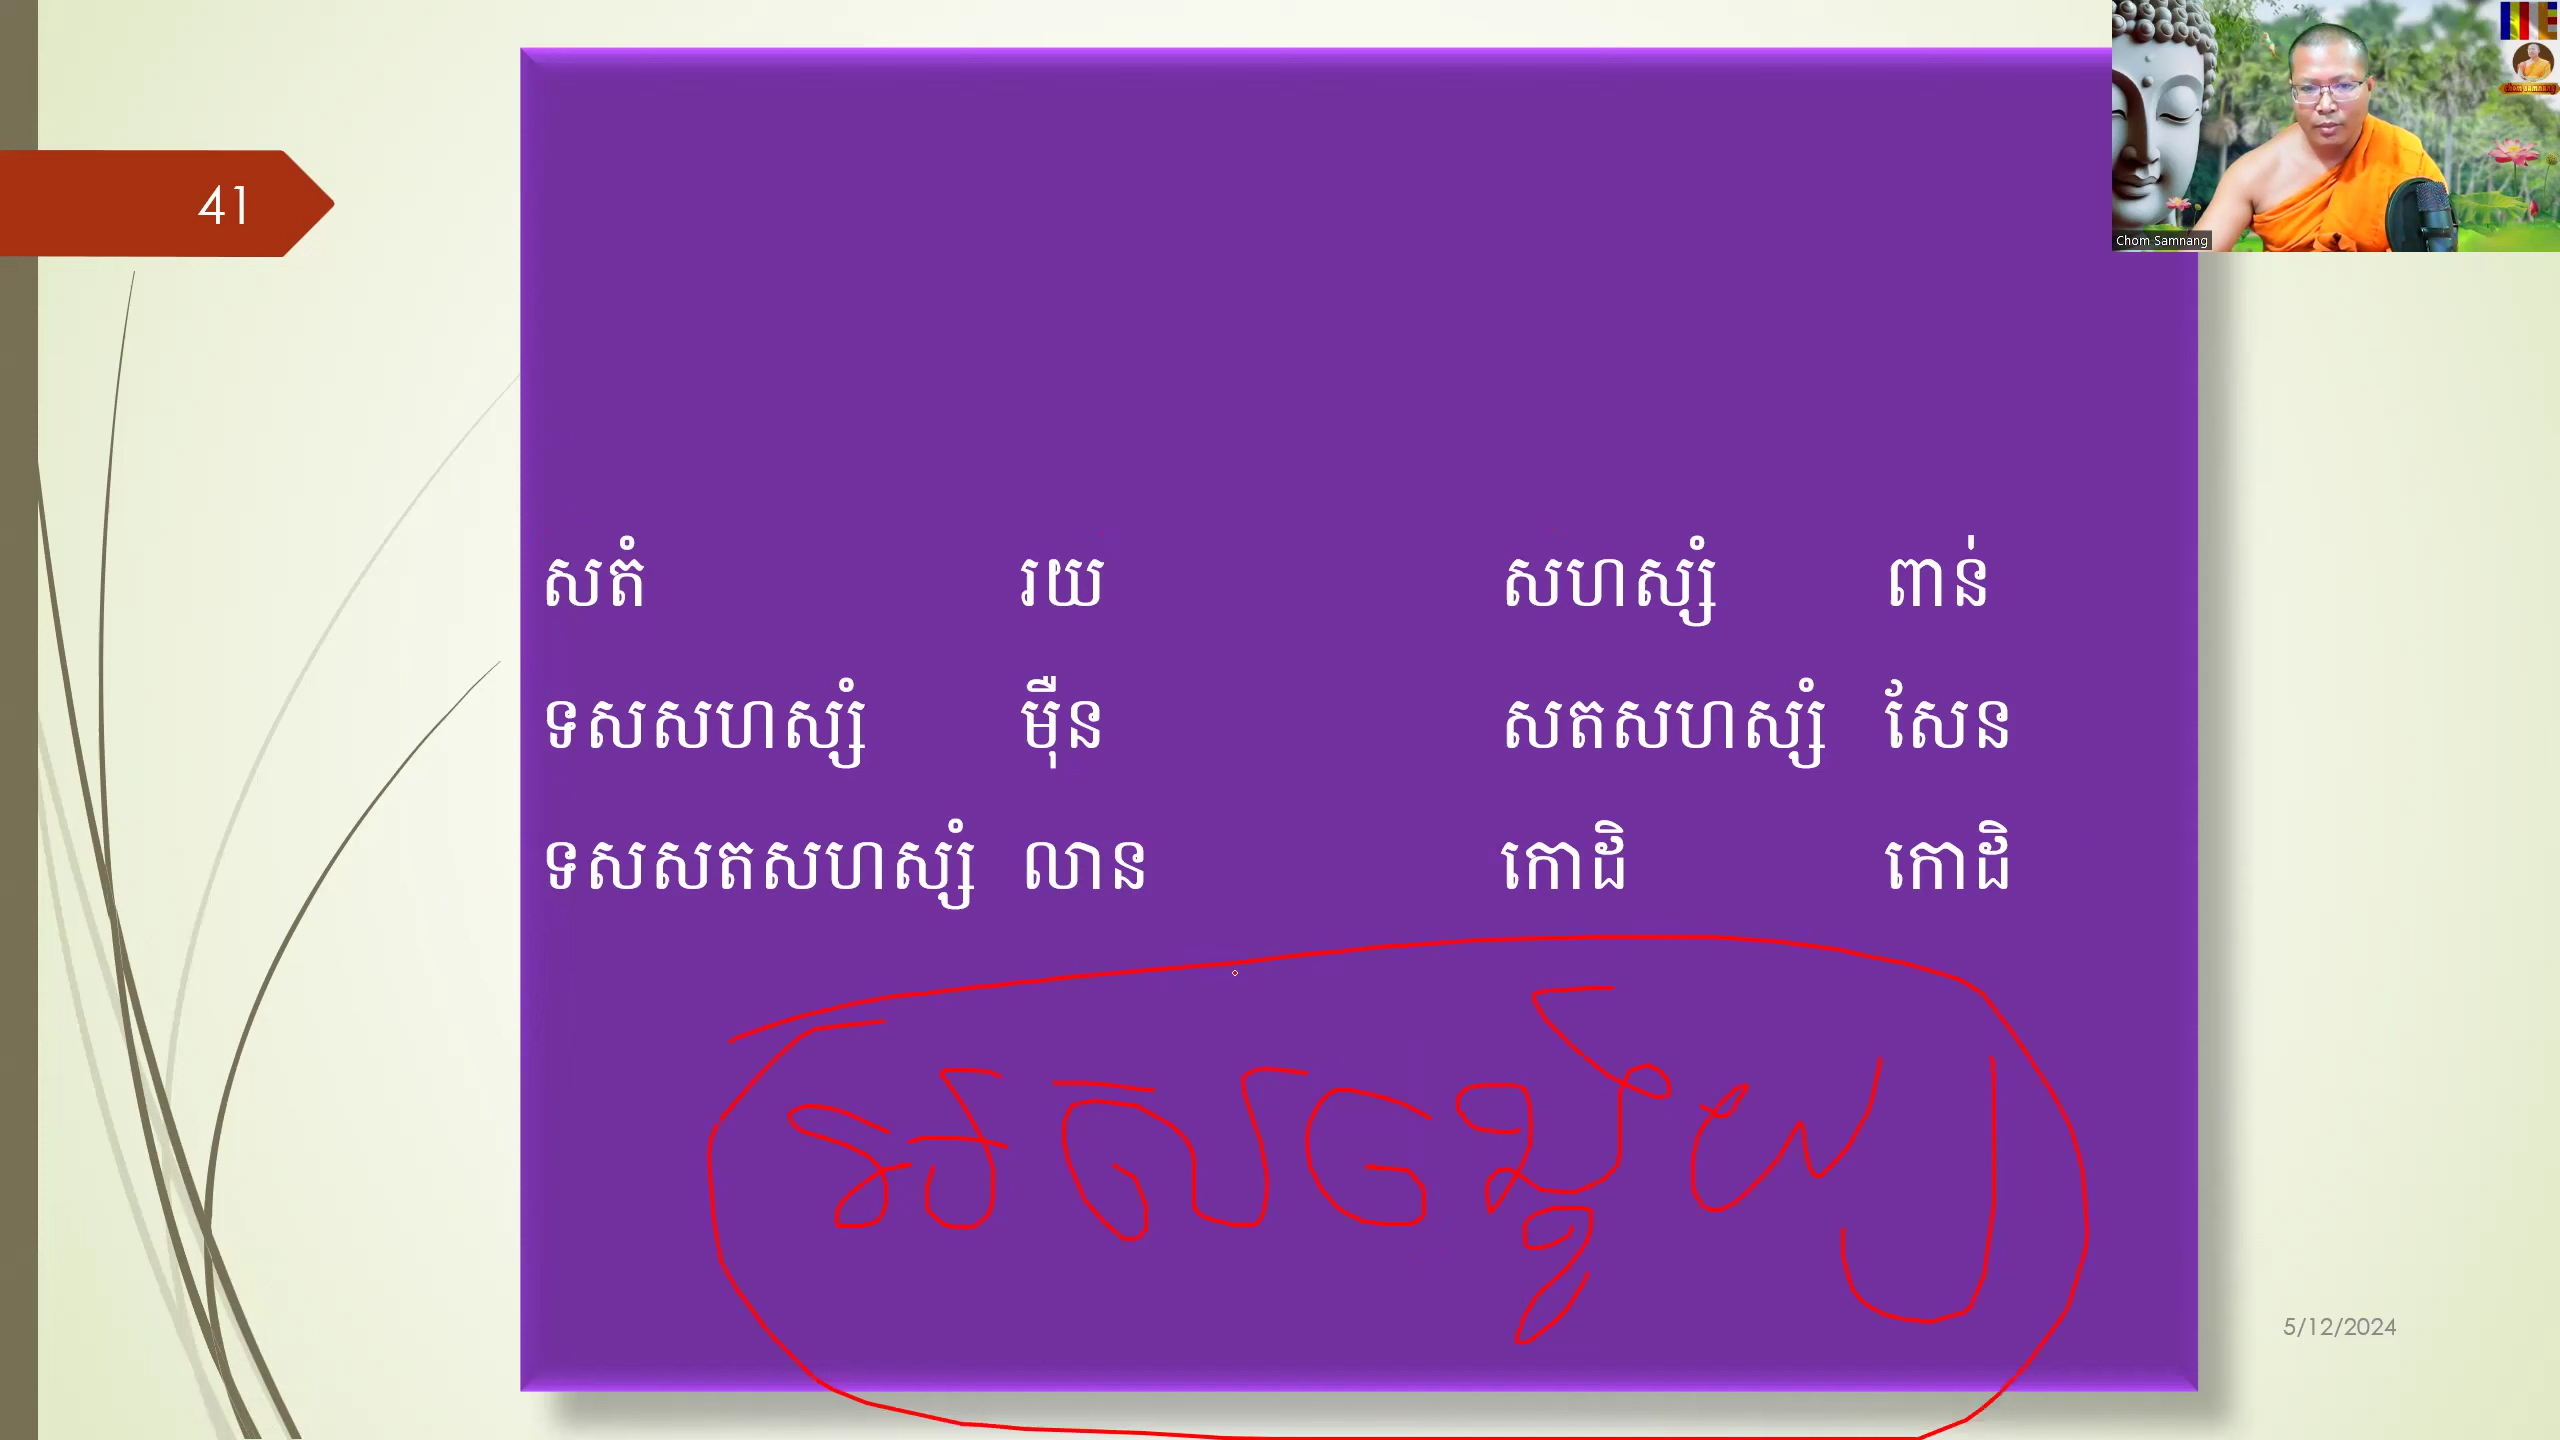 41
Chom Samnang
សតំ រយ សហស្សំ ពាន់
ទសសហស្សំ ម៉ឺន សតសហស្សំ សែន
ទសសតសហស្សំ លាន កោដិ កោដិ
5/12/2024